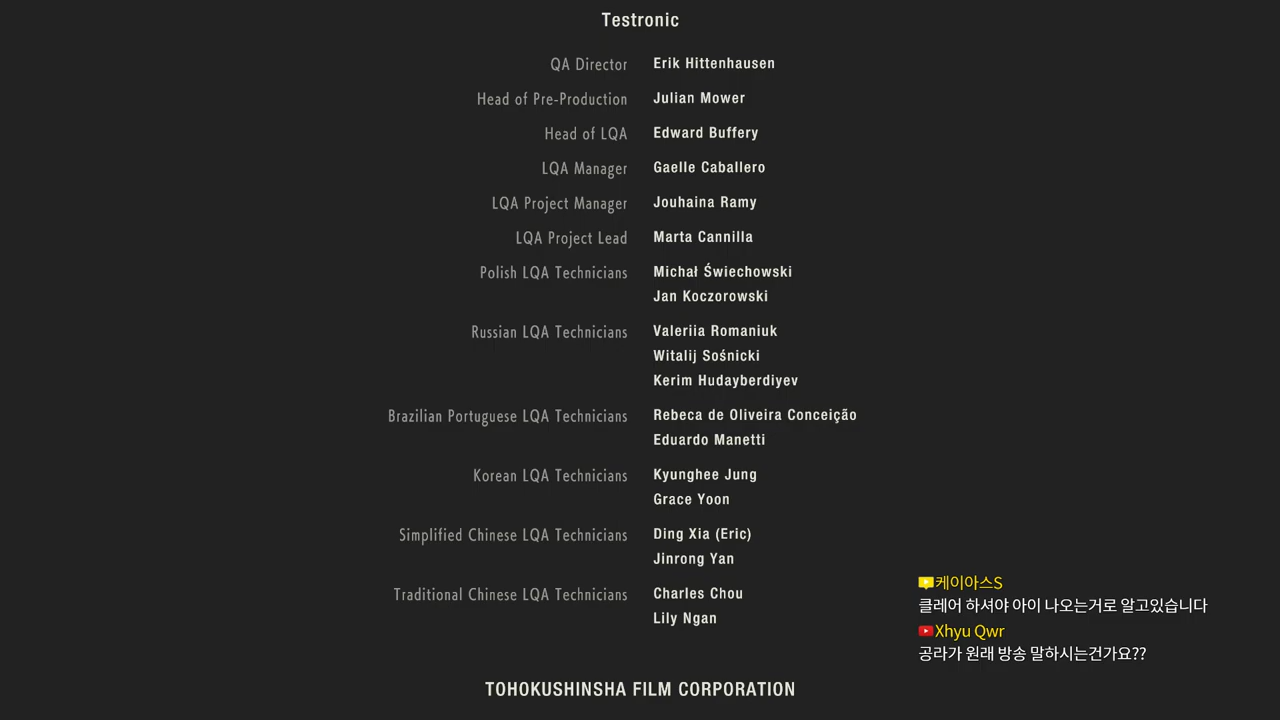 Testronic
QA Director Erik Hittenhausen
Head of Pre-Production Julian Mower
Head of LQA Edward Buffery
LQA Manager Gaelle Caballero
LQA Project Manager Jouhaina Ramy
LQA Project Lead Marta Cannilla
Polish LQA Technicians Michał Świechowski
Jan Koczorowski
Russian LQA Technicians Valeriia Romaniuk
Witalij Sośnicki
Kerim Hudayberdiyev
Brazilian Portuguese LQA Technicians Rebeca de Oliveira Conceição
Eduardo Manetti
Korean LQA Technicians Kyunghee Jung
Grace Yoon
Simplified Chinese LQA Technicians Ding Xia (Eric)
Jinrong Yan
Traditional Chinese LQA Technicians Charles Chou
Lily Ngan
TOHOKUSHINSHA FILM CORPORATION
케이아스S
클레어 하셔야 아이 나오는거로 알고있습니다
Xhyu Qwr
공라가 원래 방송 말하시는건가요??